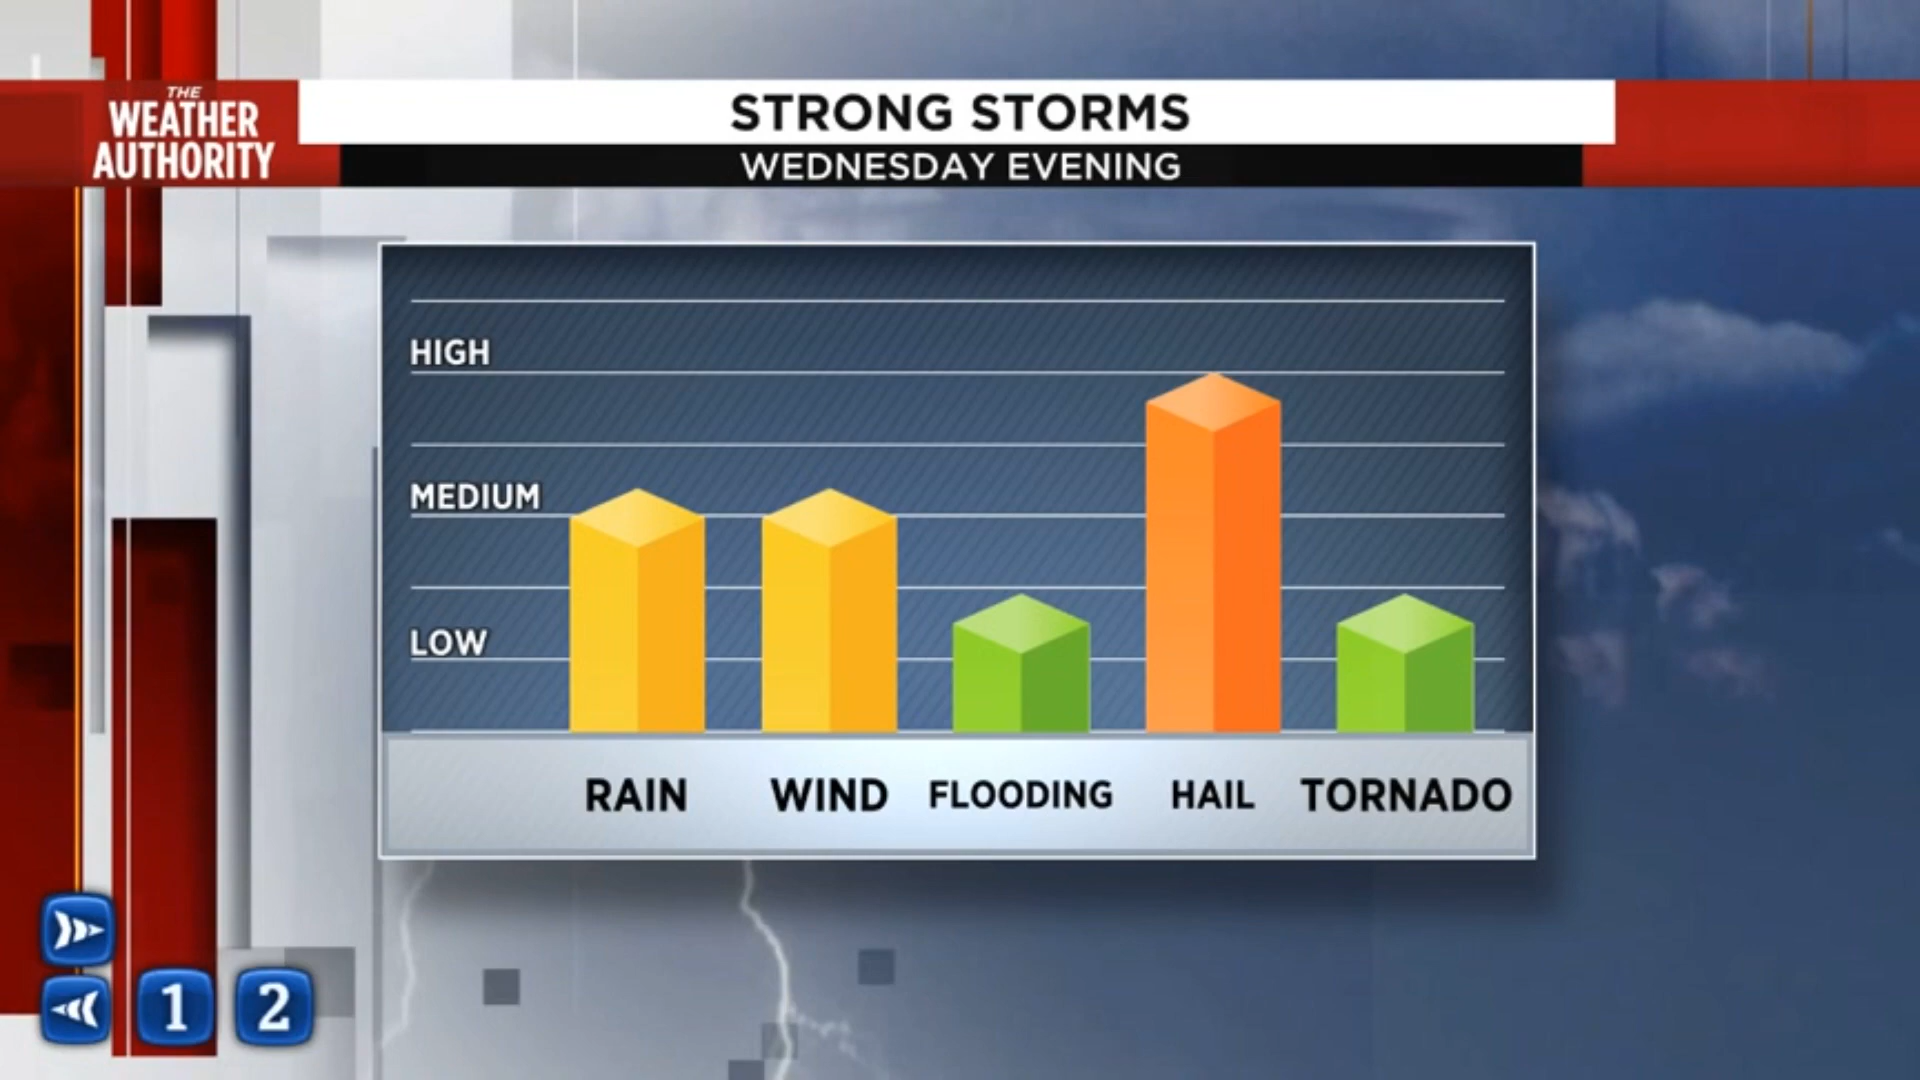 THE
WEATHER
AUTHORITY
STRONG STORMS
WEDNESDAY EVENING
HIGH
MEDIUM
LOW
RAIN WIND FLOODING HAIL TORNADO
1 2